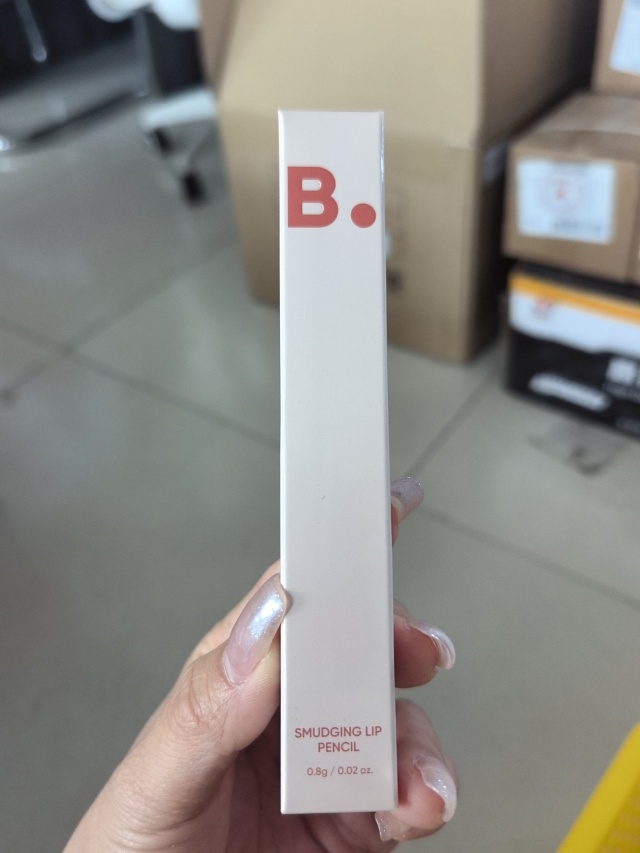 B.
SMUDGING LIP
PENCIL
0.8g / 0.02 oz.